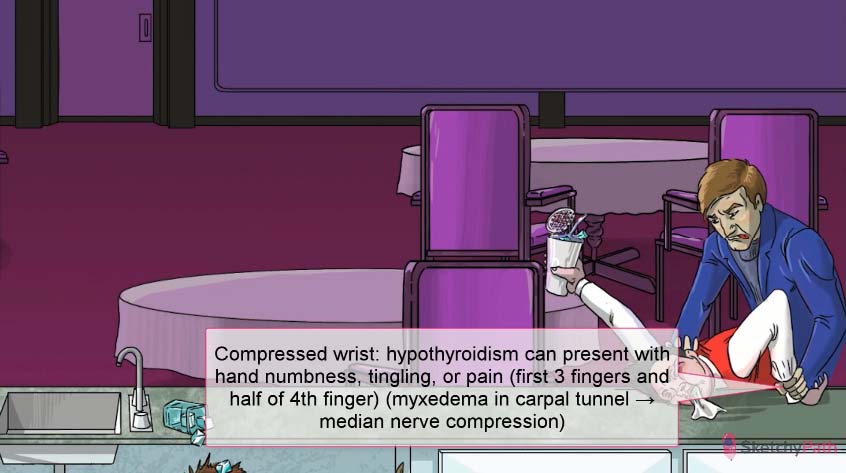 Compressed wrist: hypothyroidism can present with
hand numbness, tingling, or pain (first 3 fingers and
half of 4th finger) (myxedema in carpal tunnel →
median nerve compression)
SketchyPath